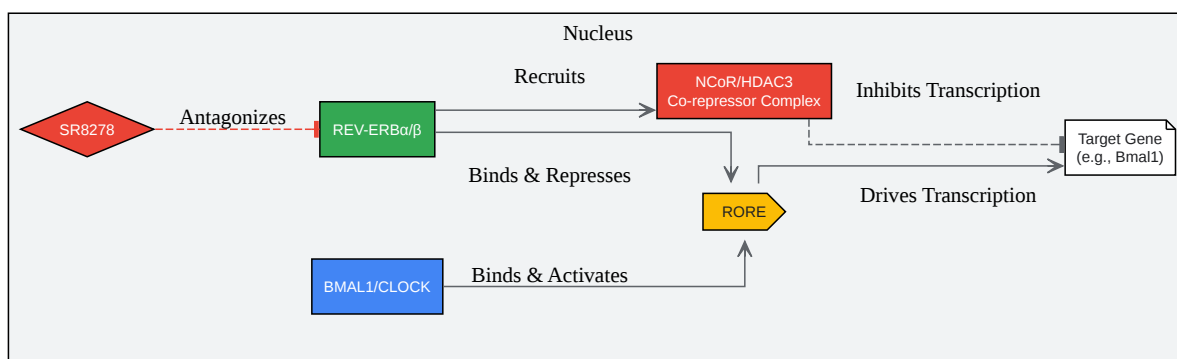 Nucleus
Recruits
NCoR/HDAC3
Co-repressor Complex
Inhibits Transcription
SR8278
Antagonizes
REV-ERBα/β
Target Gene
(e.g., Bmal1)
Binds & Represses
Drives Transcription
RORE
BMAL1/CLOCK
Binds & Activates